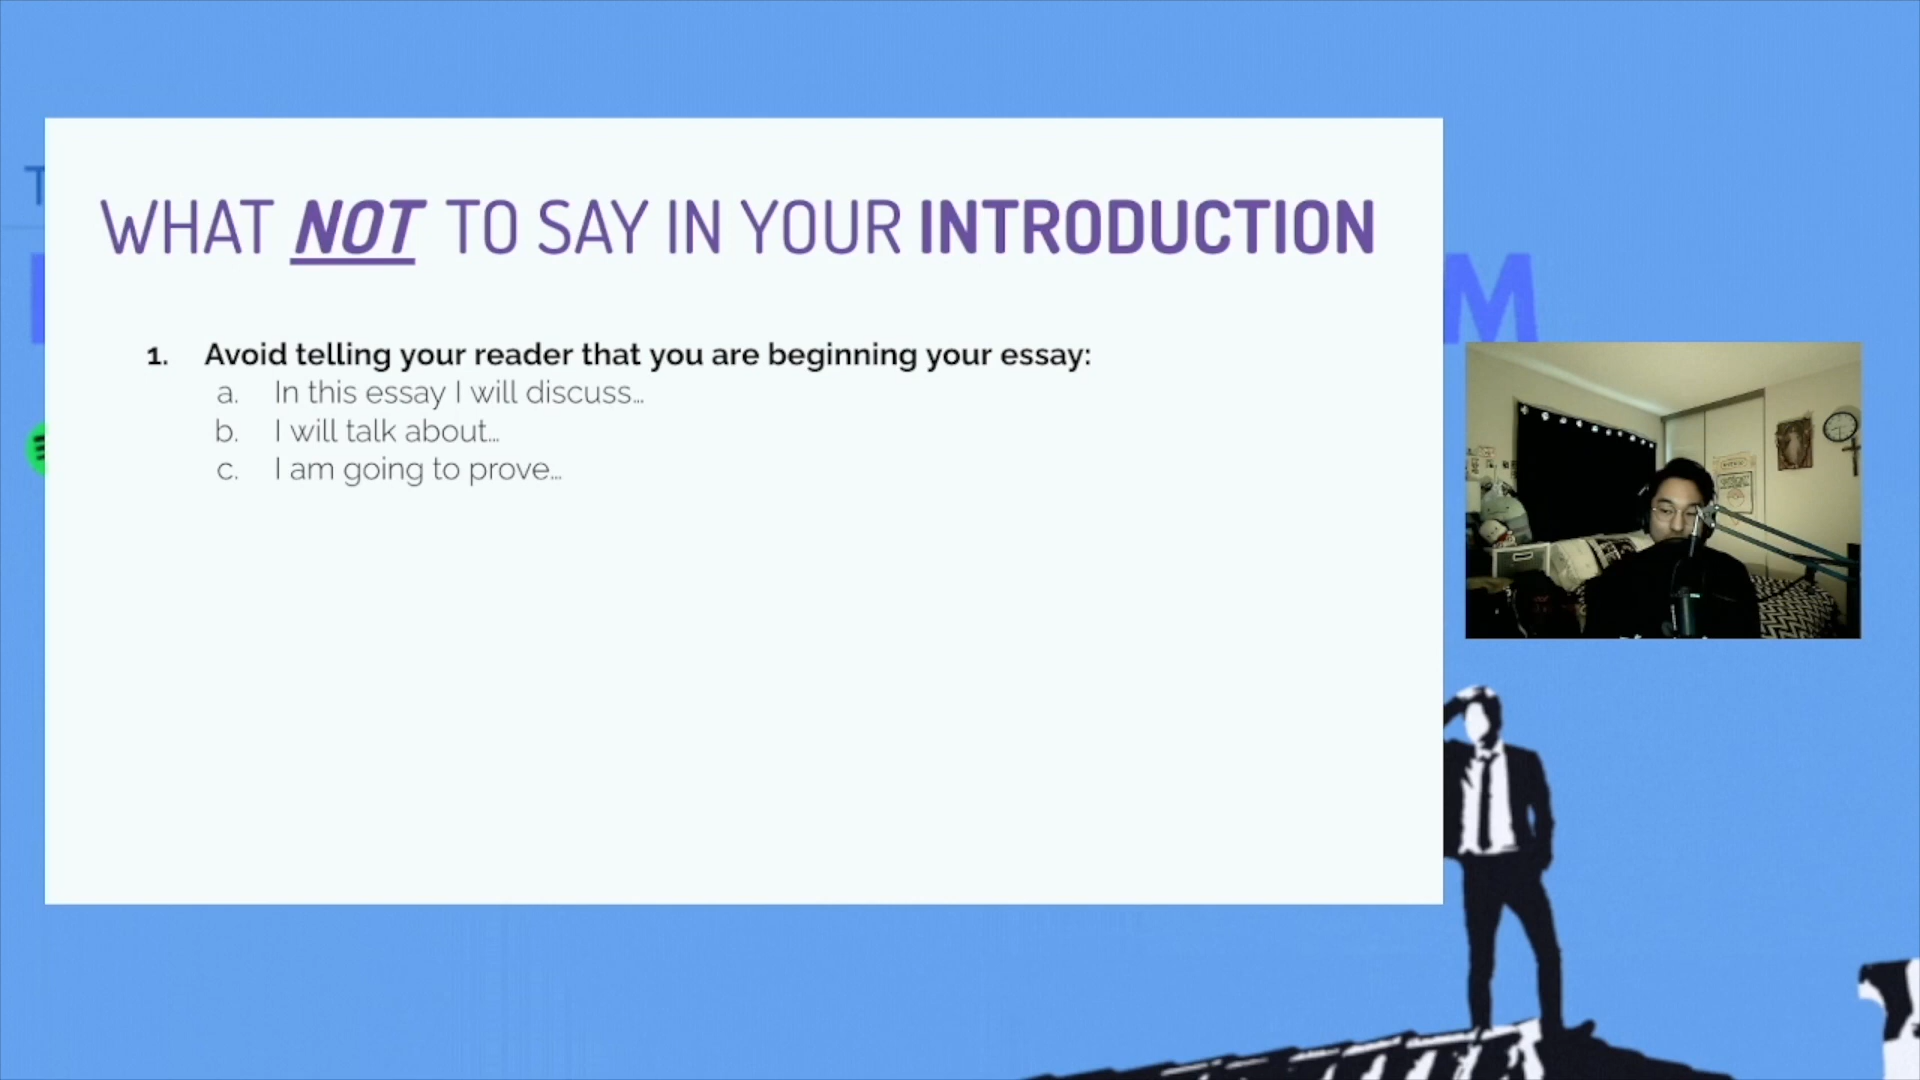 WHAT NOT TO SAY IN YOUR INTRODUCTION
1. Avoid telling your reader that you are beginning your essay:
a. In this essay I will discuss…
b. I will talk about…
c. I am going to prove…
T
M